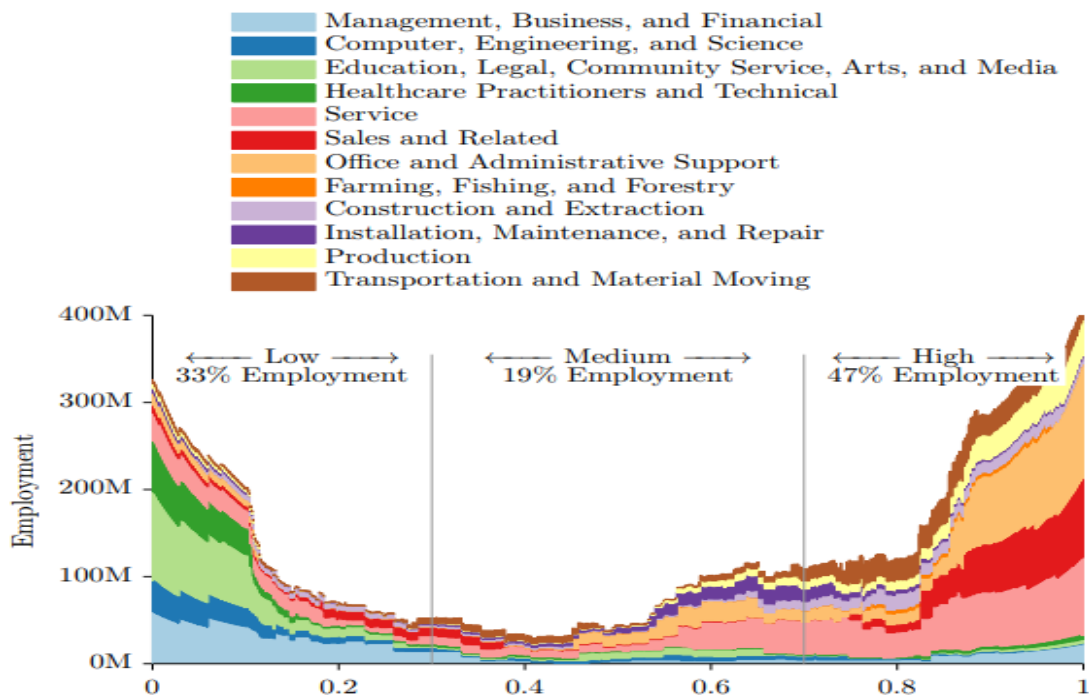 Management, Business, and Financial
Computer, Engineering, and Science
Education, Legal, Community Service, Arts, and Media
Healthcare Practitioners and Technical
Service
Sales and Related
Office and Administrative Support
Farming, Fishing, and Forestry
Construction and Extraction
Installation, Maintenance, and Repair
Production
Transportation and Material Moving
400M
300M
200M
100M
0M
Employment
← Low →
33% Employment
← Medium →
19% Employment
← High →
47% Employment
0
0.2
0.4
0.6
0.8
1